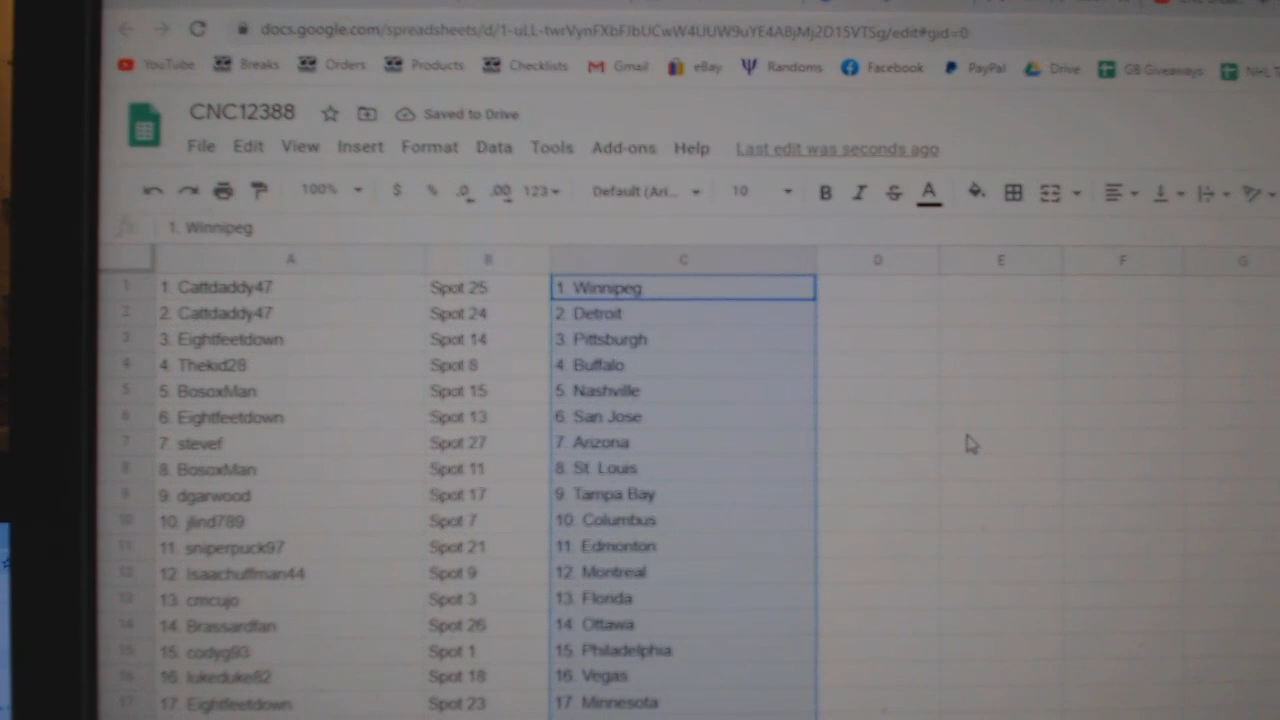 docs.google.com/spreadsheets/d/1-uLL-twrVynFXbFJbUCwW4UUW9uYE4ABjMj2D15VTSg/edit#gid=0
YouTube Breaks Orders Products Checklists Gmail eBay Randoms Facebook PayPal Drive GB Giveaways NHL
CNC12388 Saved to Drive
File Edit View Insert Format Data Tools Add-ons Help Last edit was seconds ago
100% $ % .0 .00 123 Default (Ari... 10 B I S A
fx 1. Winnipeg
A B C D E F G
1 1. Cattdaddy47 Spot 25 1. Winnipeg
2 2. Cattdaddy47 Spot 24 2. Detroit
3 3. Eightfeetdown Spot 14 3. Pittsburgh
4 4. Thekid28 Spot 8 4. Buffalo
5 5. BosoxMan Spot 15 5. Nashville
6 6. Eightfeetdown Spot 13 6. San Jose
7 7. stevef Spot 27 7. Arizona
8 8. BosoxMan Spot 11 8. St. Louis
9 9. dgarwood Spot 17 9. Tampa Bay
10 10. jlind789 Spot 7 10. Columbus
11 11. sniperpuck97 Spot 21 11. Edmonton
12 12. Isaachuffman44 Spot 9 12. Montreal
13 13. cmcujo Spot 3 13. Florida
14 14. Brassardfan Spot 26 14. Ottawa
15 15. codyg93 Spot 1 15. Philadelphia
16 16. lukeduke82 Spot 18 16. Vegas
17 17. Eightfeetdown Spot 23 17. Minnesota